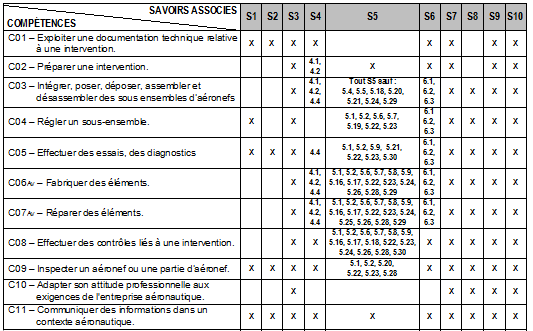 SAVOIRS ASSOCIES
COMPÉTENCES
S1 S2 S3 S4 S5 S6 S7 S8 S9 S10
C01 – Exploiter une documentation technique relative
à une intervention.
X X X X X X X X
C02 – Préparer une intervention.
X
4.1,
4.2
X X X X X X
C03 – Intégrer, poser, déposer, assembler et
désassembler des sous ensembles d'aéronefs
X
4.1,
4.2,
4.4
Tout S5 sauf :
5.4, 5.5, 5.18, 5.20,
5.21, 5.24, 5.29
6.1,
6.2,
6.3
X X X X
C04 – Régler un sous-ensemble.
X X
5.1, 5.2, 5.6, 5.7,
5.19, 5.22, 5.23
6.1
6.2,
6.3
X X X X
C05 – Effectuer des essais, des diagnostics
X X X 4.4
5.1, 5.2, 5.9, 5.21,
5.22, 5.23, 5.30
6.1,
6.2,
6.3
X X X X
C06AV – Fabriquer des éléments.
X
4.1,
4.2,
4.4
5.1, 5.2, 5.6, 5.7, 5.8, 5.9,
5.16, 5.17, 5.22, 5.23, 5.24,
5.26, 5.28, 5.29
6.1,
6.2,
6.3
X X X X
C07AV – Réparer des éléments.
X
4.1,
4.2,
4.4
5.1, 5.2, 5.6, 5.7, 5.8, 5.9,
5.16, 5.17, 5.22, 5.23, 5.24,
5.25, 5.26, 5.28, 5.29
6.1,
6.2,
6.3
X X X X
C08 – Effectuer des contrôles liés à une intervention.
X X
5.1, 5.2, 5.6, 5.7, 5.8, 5.9,
5.16, 5.17, 5.18, 5.22, 5.23,
5.24, 5.26, 5.28, 5.30
X X X X X
C09 – Inspecter un aéronef ou une partie d'aéronef.
X X X X
5.1, 5.2, 5.20,
5.22, 5.23, 5.28
X X X X X
C10 – Adapter son attitude professionnelle aux
exigences de l'entreprise aéronautique.
X X X X X
C11 – Communiquer des informations dans un
contexte aéronautique.
X X X X X X X X X X